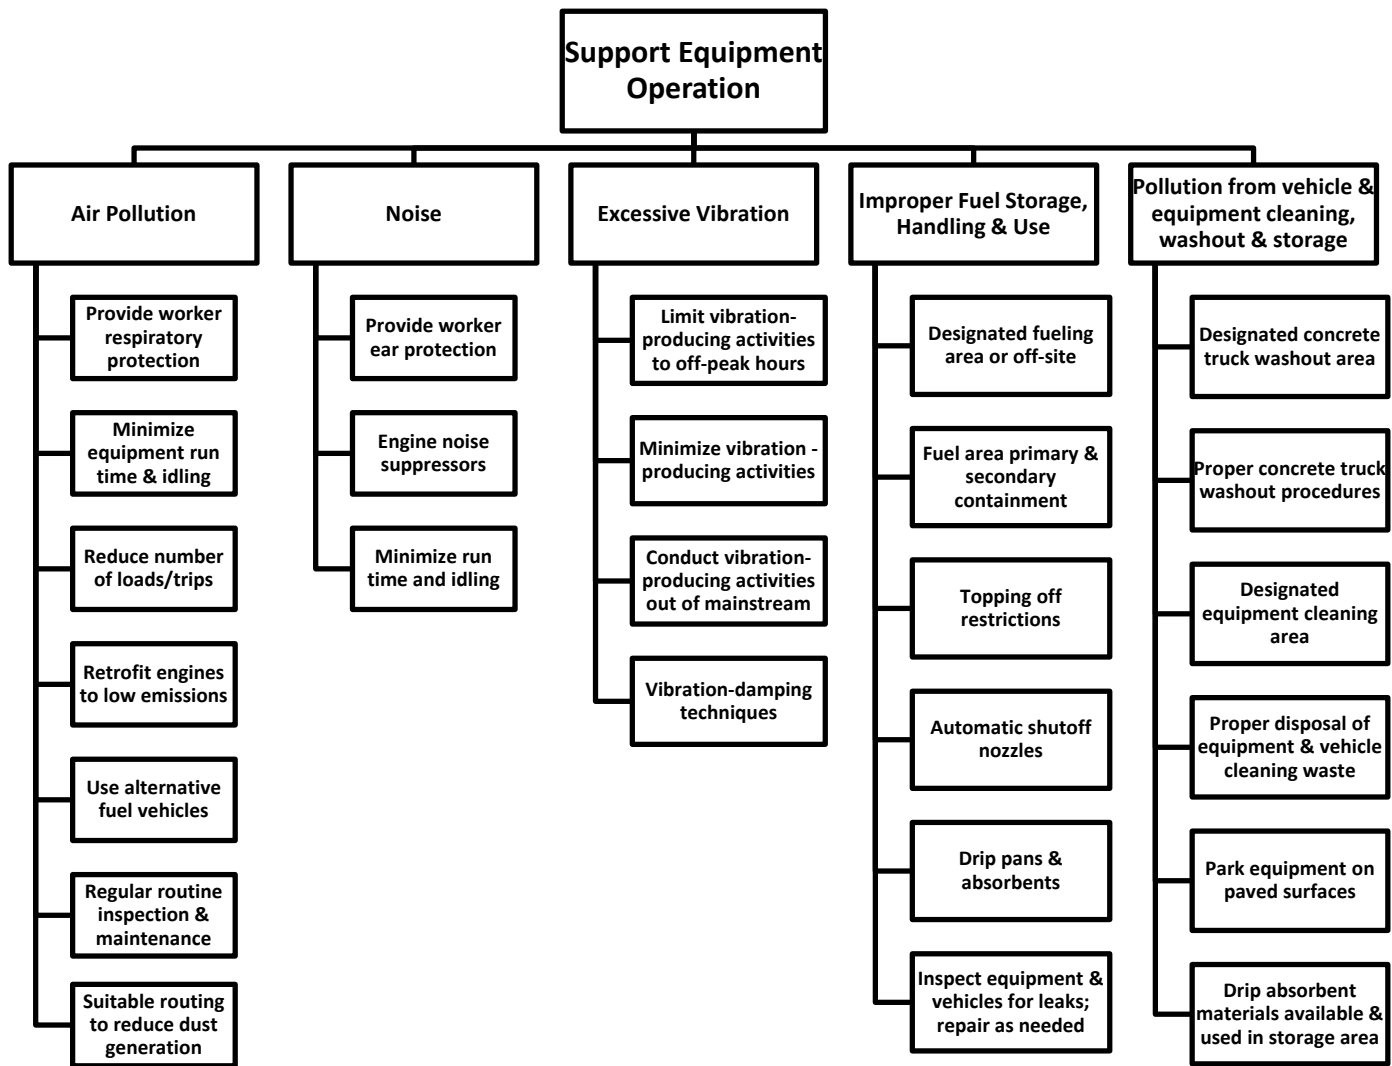 Support Equipment
Operation
Air Pollution
Provide worker
respiratory
protection
Minimize
equipment run
time & idling
Reduce number
of loads/trips
Retrofit engines
to low emissions
Use alternative
fuel vehicles
Regular routine
inspection &
maintenance
Suitable routing
to reduce dust
generation
Noise
Provide worker
ear protection
Engine noise
suppressors
Minimize run
time and idling
Excessive Vibration
Limit vibration-
producing activities
to off-peak hours
Minimize vibration -
producing activities
Conduct vibration-
producing activities
out of mainstream
Vibration-damping
techniques
Improper Fuel Storage,
Handling & Use
Designated fueling
area or off-site
Fuel area primary &
secondary
containment
Topping off
restrictions
Automatic shutoff
nozzles
Drip pans &
absorbents
Inspect equipment &
vehicles for leaks;
repair as needed
Pollution from vehicle &
equipment cleaning,
washout & storage
Designated concrete
truck washout area
Proper concrete truck
washout procedures
Designated
equipment cleaning
area
Proper disposal of
equipment & vehicle
cleaning waste
Park equipment on
paved surfaces
Drip absorbent
materials available &
used in storage area